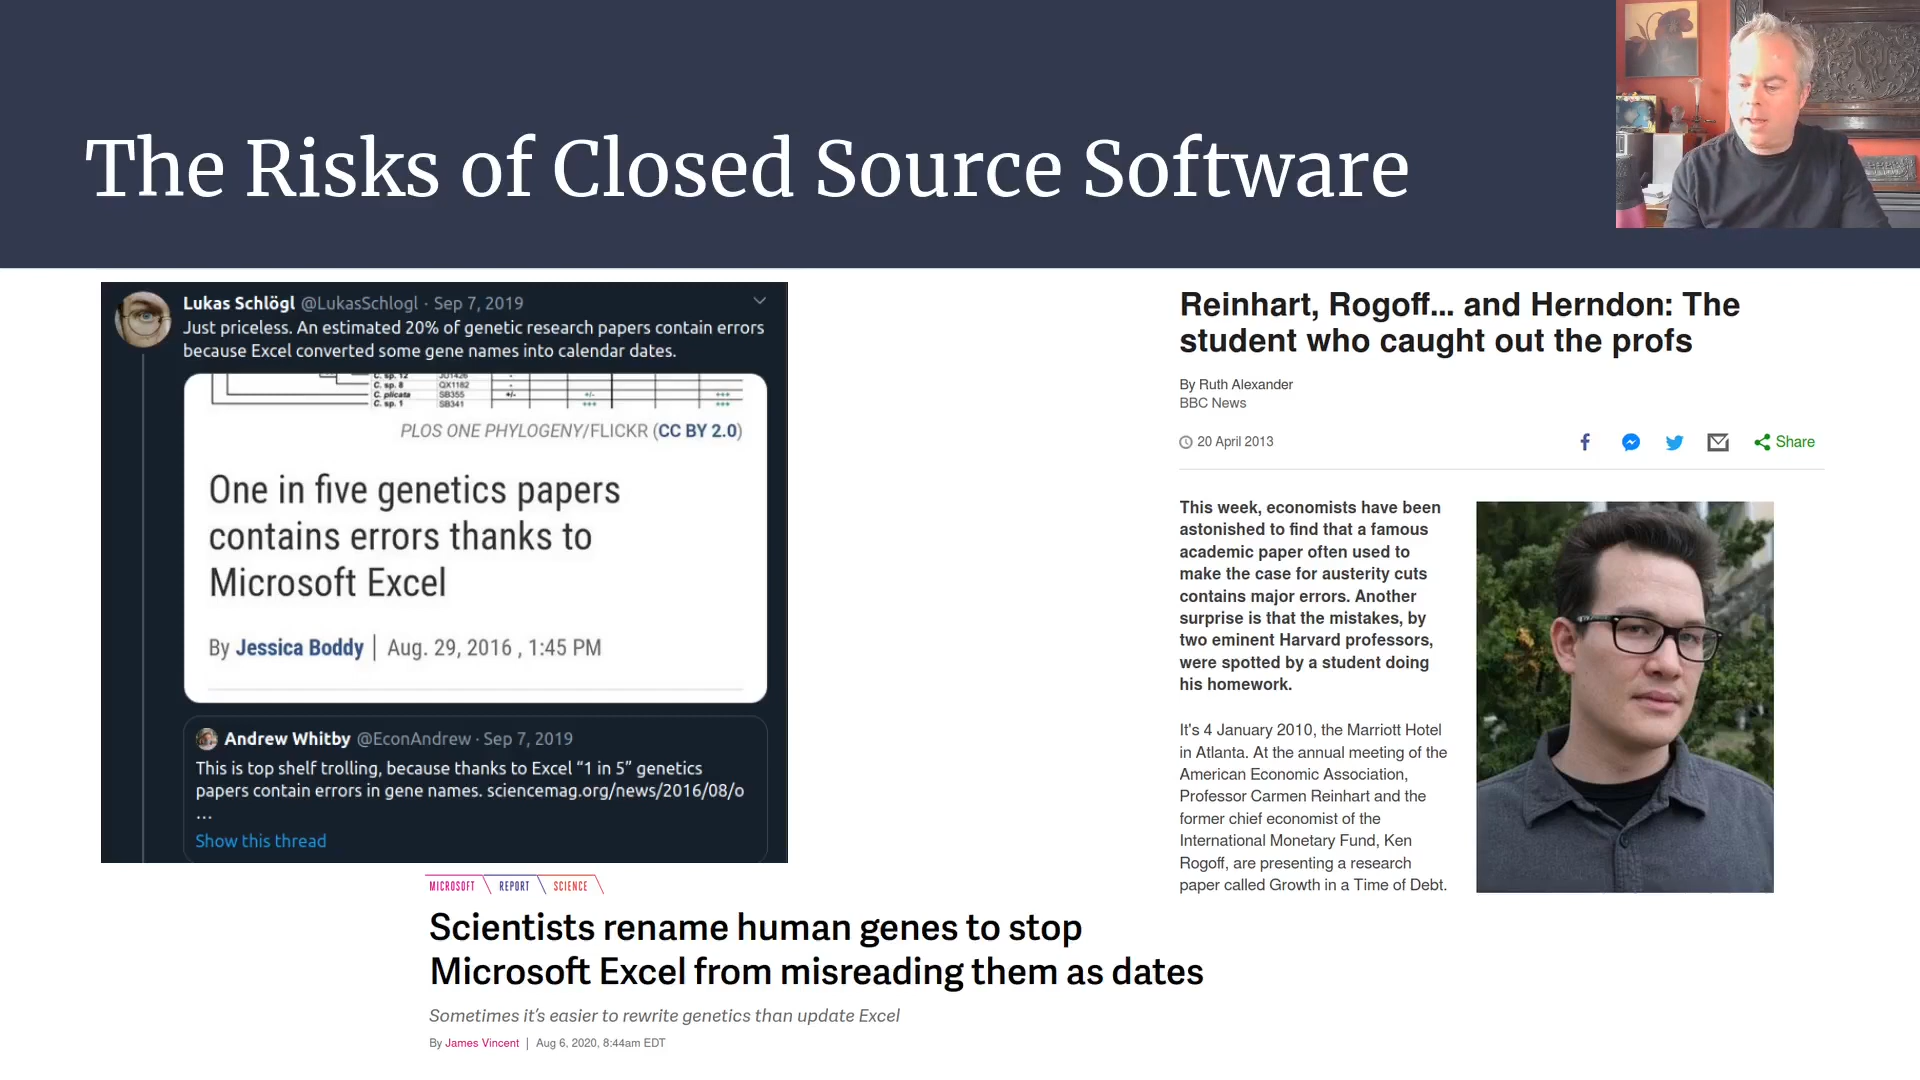 The Risks of Closed Source Software
Lukas Schlögl @LukasSchlogl · Sep 7, 2019
Just priceless. An estimated 20% of genetic research papers contain errors
because Excel converted some gene names into calendar dates.
C. sp. 8 QX1182
C. plicata SB355 +/- +/- +++
C. sp. 1 SB341 +++ +++
PLOS ONE PHYLOGENY/FLICKR (CC BY 2.0)
One in five genetics papers
contains errors thanks to
Microsoft Excel
By Jessica Boddy | Aug. 29, 2016 , 1:45 PM
Andrew Whitby @EconAndrew · Sep 7, 2019
This is top shelf trolling, because thanks to Excel “1 in 5” genetics
papers contain errors in gene names. sciencemag.org/news/2016/08/o
...
Show this thread
MICROSOFT REPORT SCIENCE
Scientists rename human genes to stop
Microsoft Excel from misreading them as dates
Sometimes it’s easier to rewrite genetics than update Excel
By James Vincent | Aug 6, 2020, 8:44am EDT
Reinhart, Rogoff... and Herndon: The
student who caught out the profs
By Ruth Alexander
BBC News
20 April 2013
Share
This week, economists have been
astonished to find that a famous
academic paper often used to
make the case for austerity cuts
contains major errors. Another
surprise is that the mistakes, by
two eminent Harvard professors,
were spotted by a student doing
his homework.
It's 4 January 2010, the Marriott Hotel
in Atlanta. At the annual meeting of the
American Economic Association,
Professor Carmen Reinhart and the
former chief economist of the
International Monetary Fund, Ken
Rogoff, are presenting a research
paper called Growth in a Time of Debt.